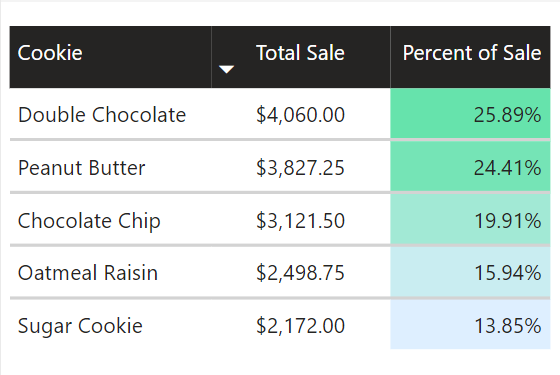 Cookie Total Sale Percent of Sale
Double Chocolate $4,060.00 25.89%
Peanut Butter $3,827.25 24.41%
Chocolate Chip $3,121.50 19.91%
Oatmeal Raisin $2,498.75 15.94%
Sugar Cookie $2,172.00 13.85%